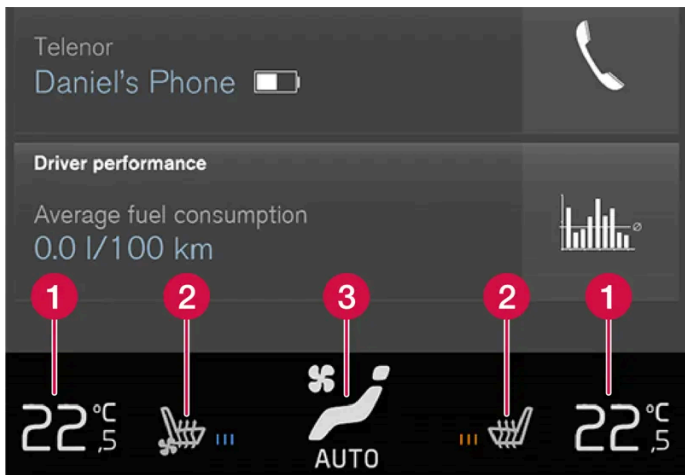 Telenor
Daniel's Phone
Driver performance
Average fuel consumption
0.0 l/100 km
1 2 3 2 1
22,5 °C 22,5 °C
AUTO